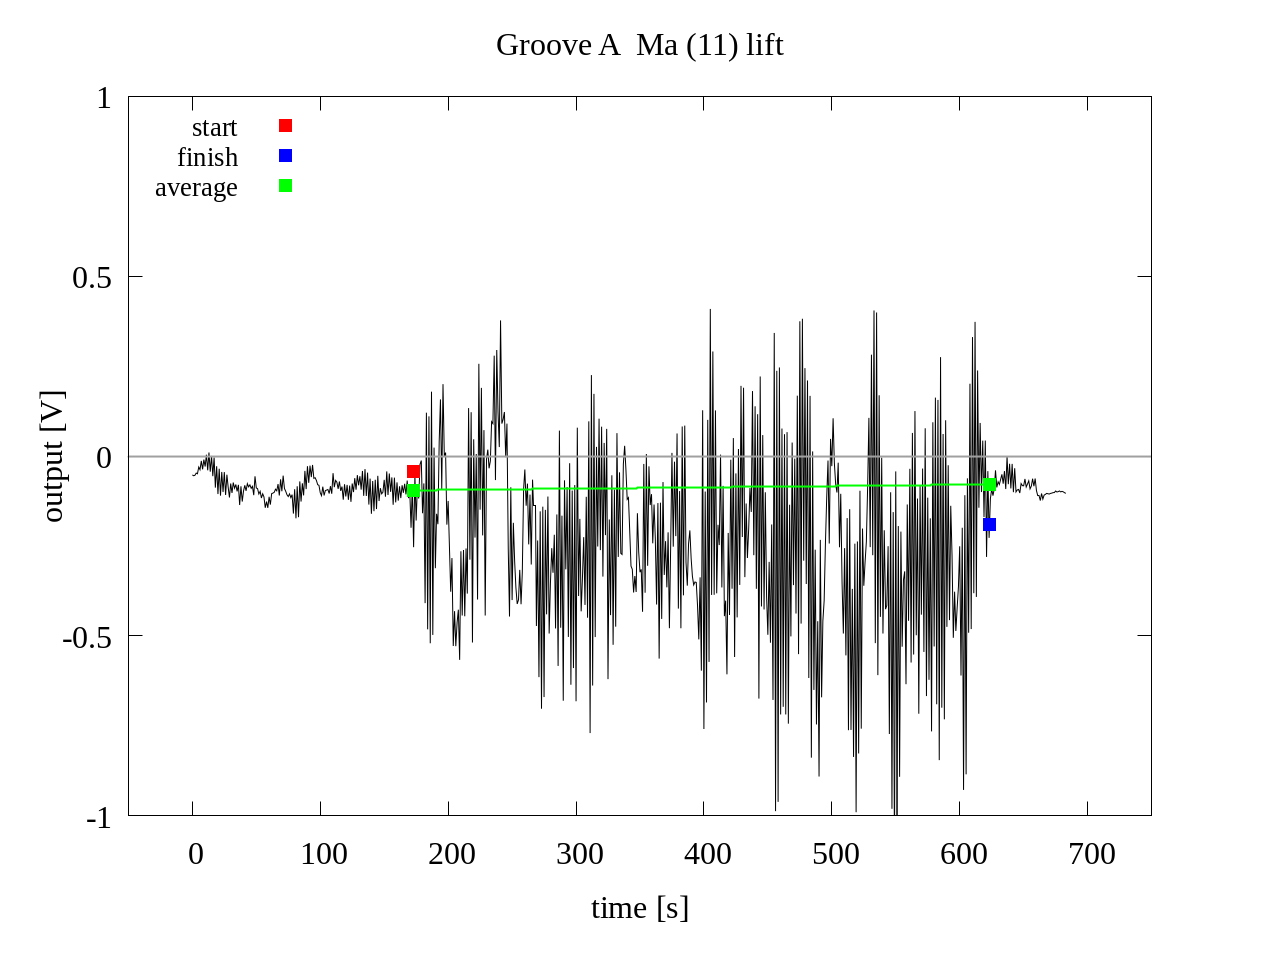 Groove A  Ma (11) lift
start
finish
average
output [V]
1
0.5
0
-0.5
-1
0 100 200 300 400 500 600 700
time [s]